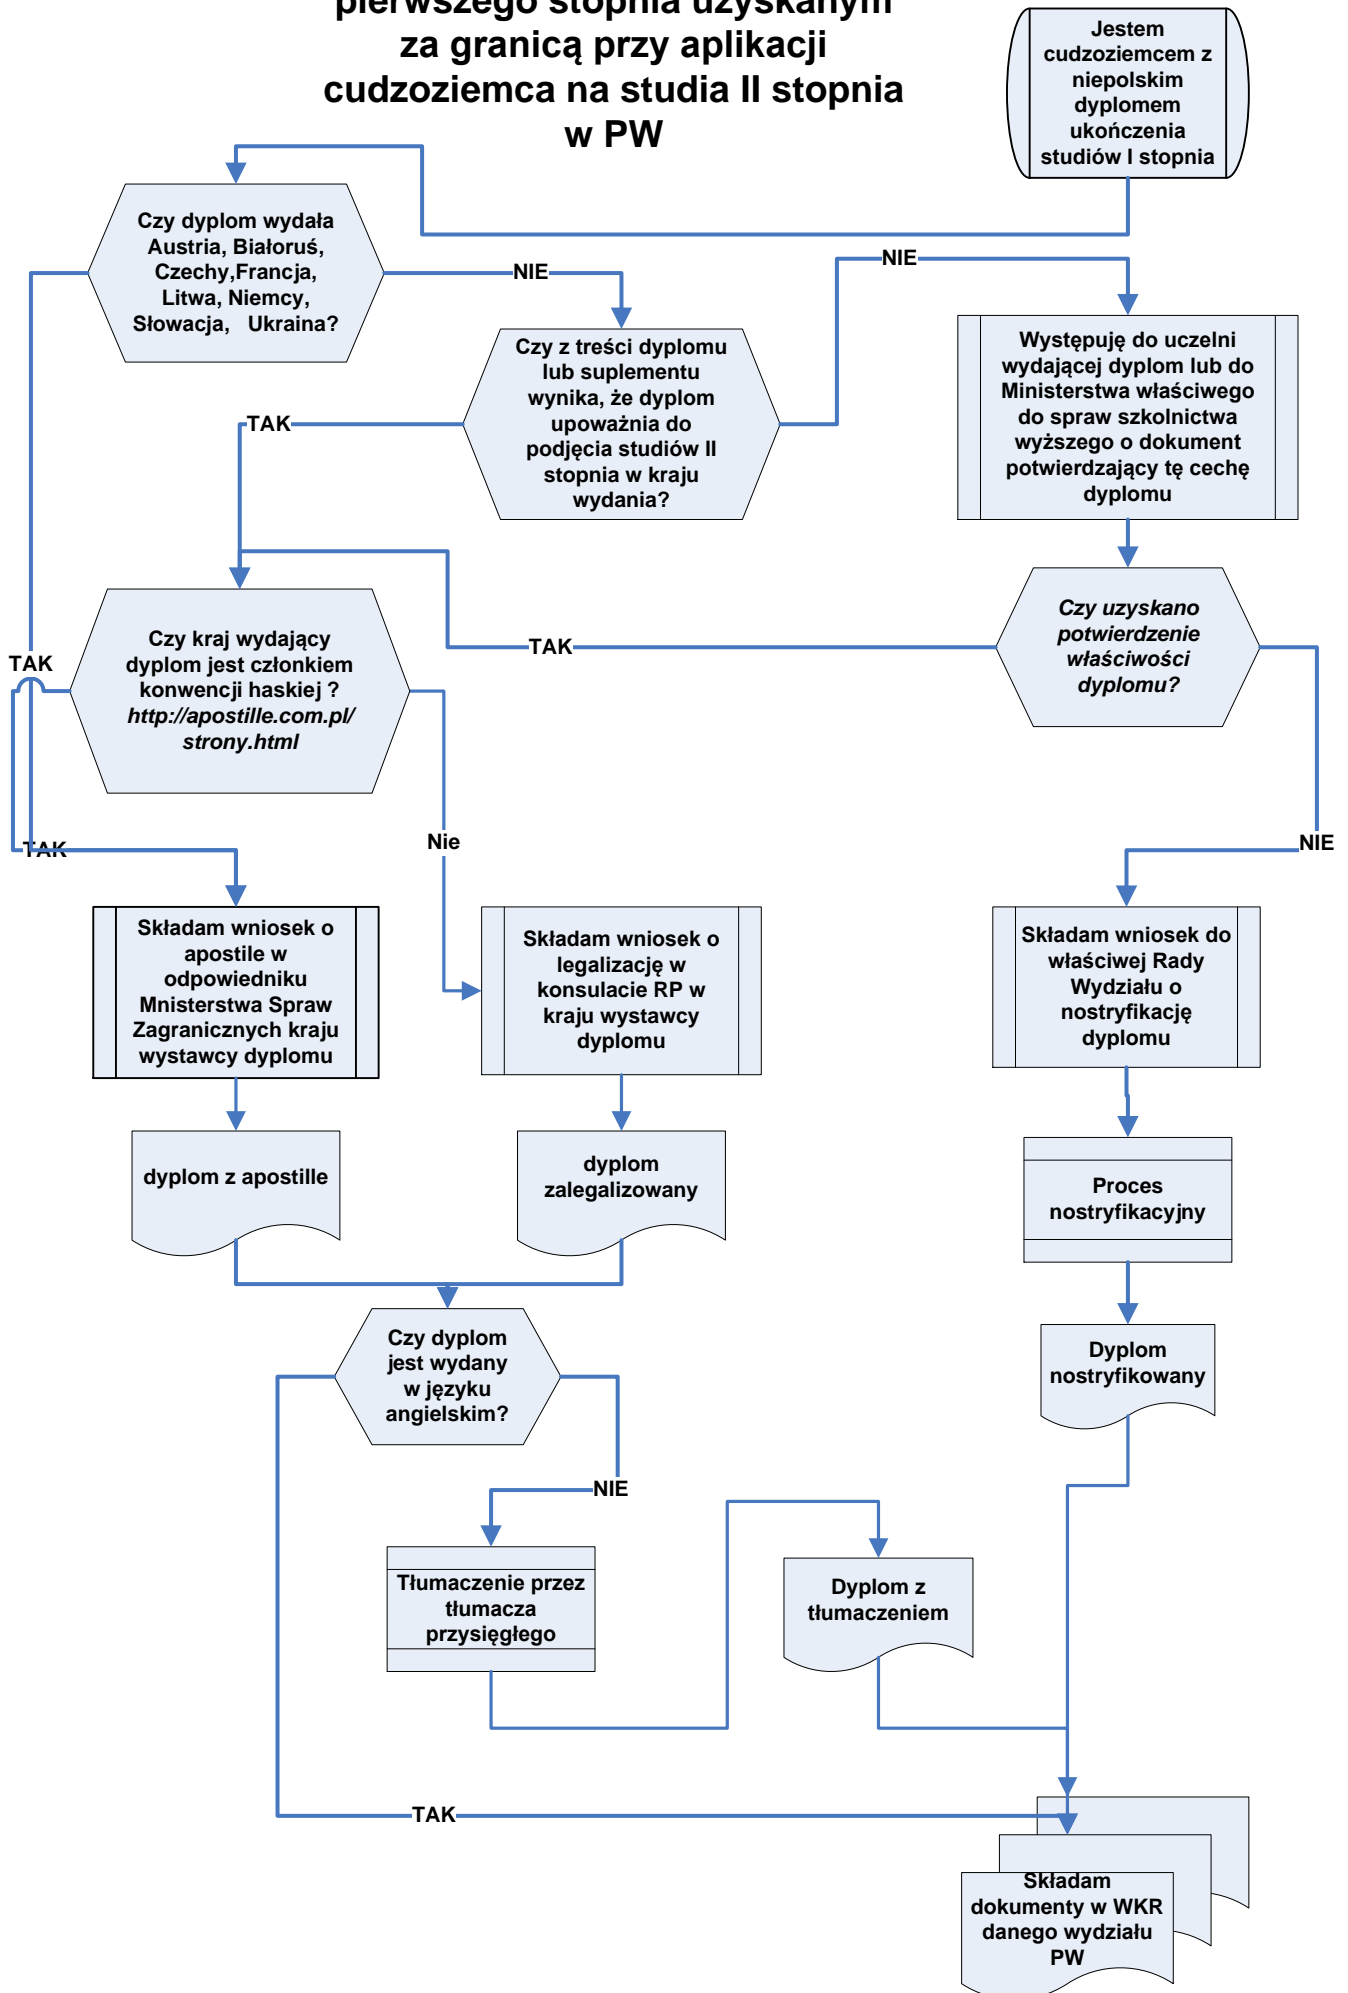 pierwszego stopnia uzyskanym
za granicą przy aplikacji
cudzoziemca na studia II stopnia
w PW
Jestem
cudzoziemcem z
niepolskim
dyplomem
ukończenia
studiów I stopnia
Czy dyplom wydała
Austria, Białoruś,
Czechy,Francja,
Litwa, Niemcy,
Słowacja, Ukraina?
NIE
NIE
Czy z treści dyplomu
lub suplementu
wynika, że dyplom
upoważnia do
podjęcia studiów II
stopnia w kraju
wydania?
Występuję do uczelni
wydającej dyplom lub do
Ministerstwa właściwego
do spraw szkolnictwa
wyższego o dokument
potwierdzający tę cechę
dyplomu
TAK
Czy kraj wydający
dyplom jest członkiem
konwencji haskiej ?
http://apostille.com.pl/
strony.html
TAK
TAK
Czy uzyskano
potwierdzenie
właściwości
dyplomu?
TAK
Nie
NIE
Składam wniosek o
apostile w
odpowiedniku
Mnisterstwa Spraw
Zagranicznych kraju
wystawcy dyplomu
Składam wniosek o
legalizację w
konsulacie RP w
kraju wystawcy
dyplomu
Składam wniosek do
właściwej Rady
Wydziału o
nostryfikację
dyplomu
dyplom z apostille
dyplom
zalegalizowany
Proces
nostryfikacyjny
Czy dyplom
jest wydany
w języku
angielskim?
Dyplom
nostryfikowany
NIE
Tłumaczenie przez
tłumacza
przysięgłego
Dyplom z
tłumaczeniem
TAK
Składam
dokumenty w WKR
danego wydziału
PW